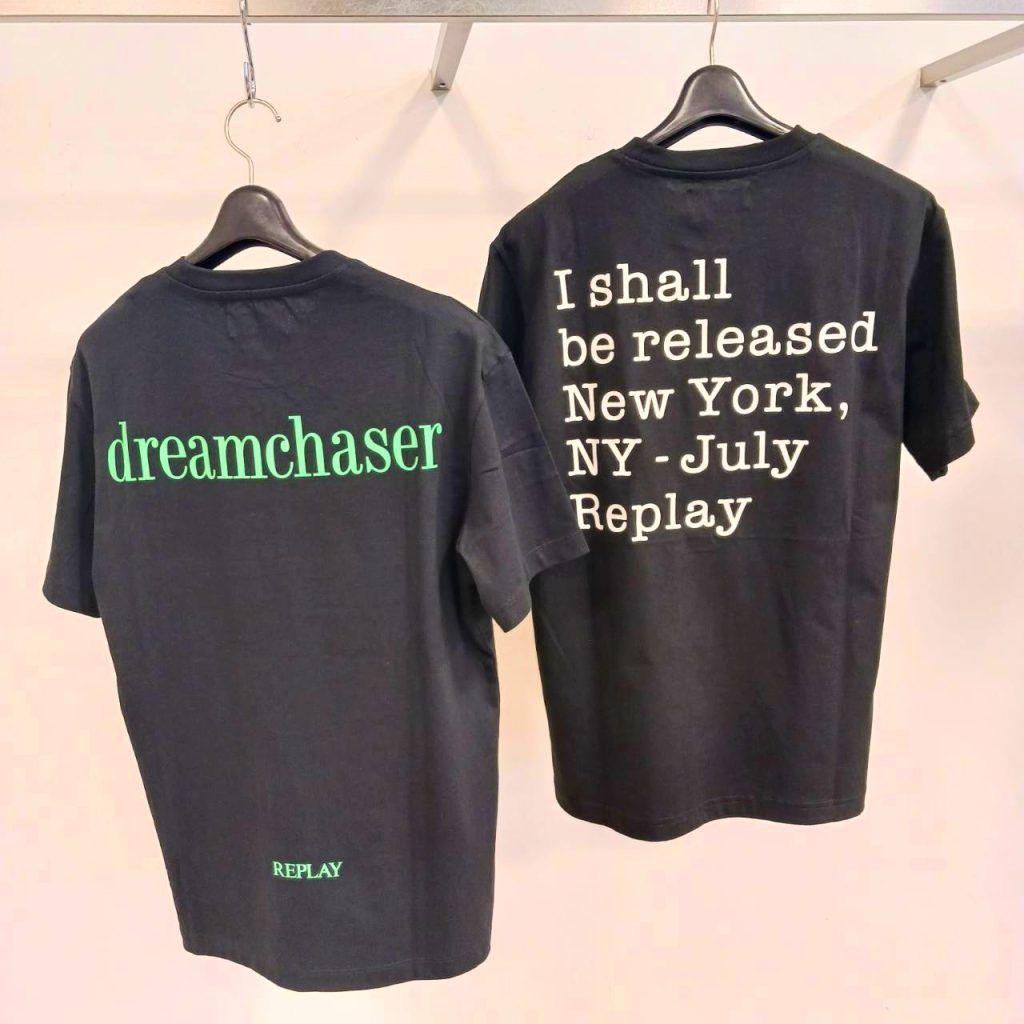 dreamchaser
REPLAY
I shall
be released
New York,
NY - July
Replay